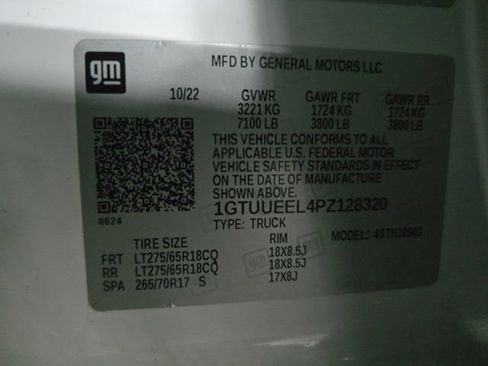 gm
MFD BY GENERAL MOTORS LLC
10/22 GVWR GAWR FRT GAWR RR
3221 KG 1724 KG 1724 KG
7100 LB 3800 LB 3800 LB
THIS VEHICLE CONFORMS TO ALL
APPLICABLE U.S. FEDERAL MOTOR
VEHICLE SAFETY STANDARDS IN EFFECT
ON THE DATE OF MANUFACTURE
SHOWN ABOVE.
8624
1GTUUEEL4PZ128320
TYPE: TRUCK MODEL:
TIRE SIZE RIM
FRT LT275/65R18CQ 18X8.5J
RR LT275/65R18CQ 18X8.5J
SPA 265/70R17 S 17X8J